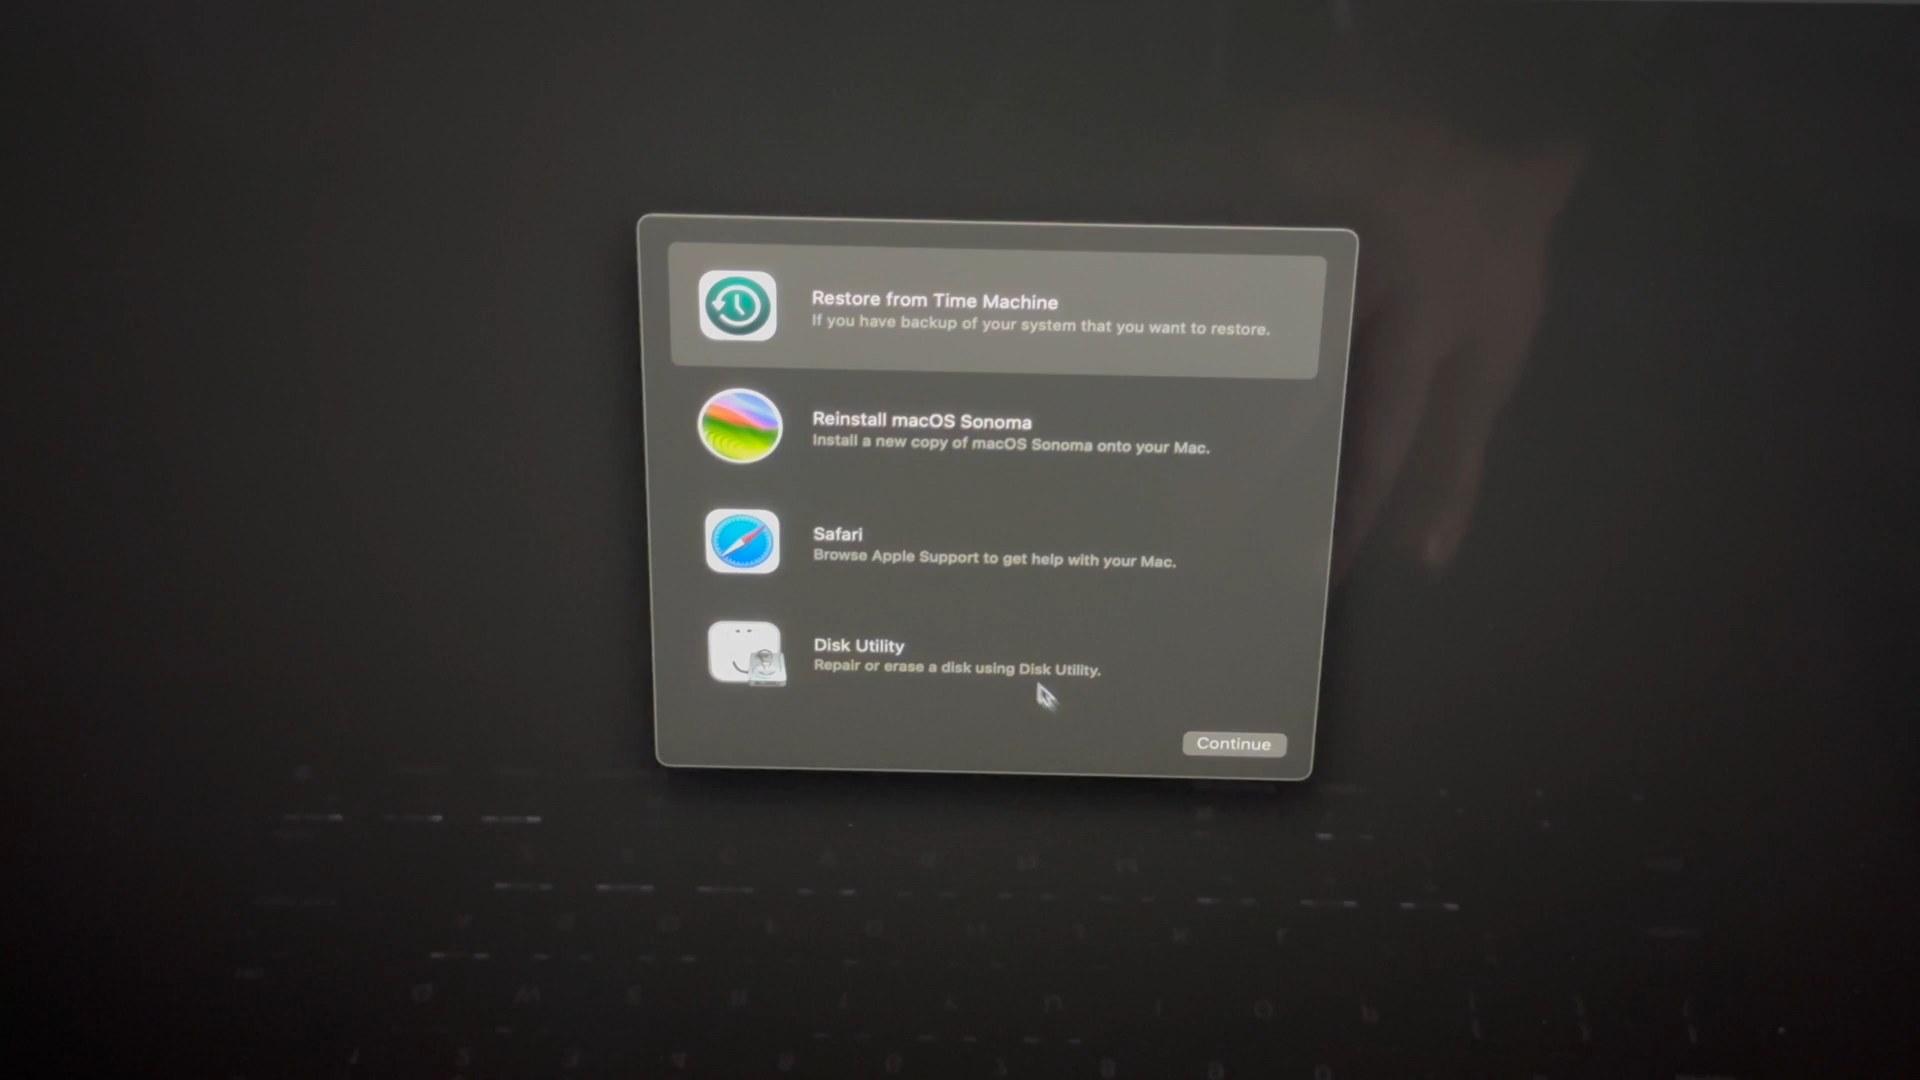 Restore from Time Machine
If you have backup of your system that you want to restore.
Reinstall macOS Sonoma
Install a new copy of macOS Sonoma onto your Mac.
Safari
Browse Apple Support to get help with your Mac.
Disk Utility
Repair or erase a disk using Disk Utility.
Continue